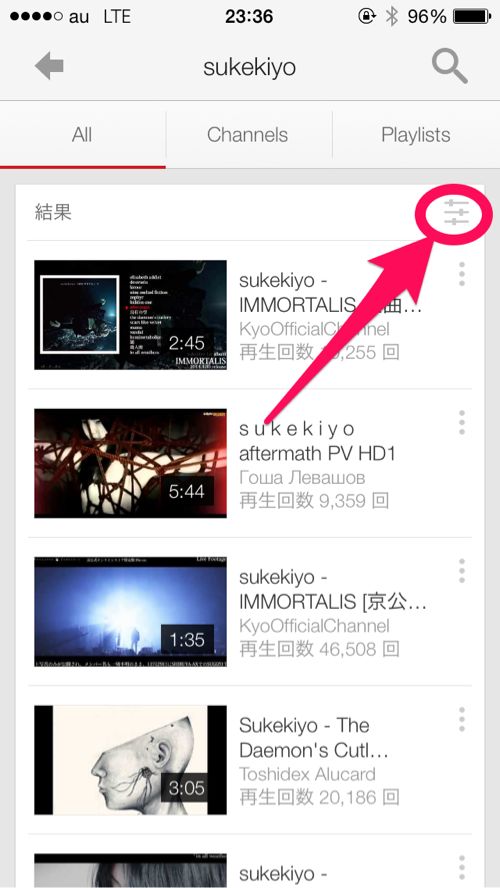 au LTE 23:36 96%
sukekiyo
All Channels Playlists
結果
sukekiyo -
IMMORTALIS
KyoOfficialChannel
再生回数 ,255 回
2:45
IMMORTALIS
s u k e k i y o
aftermath PV HD1
Гоша Левашов
再生回数 9,359 回
5:44
Live Footage
sukekiyo -
IMMORTALIS [京公…
KyoOfficialChannel
再生回数 46,508 回
1:35
Sukekiyo - The
Daemon's Cutl…
Toshidex Alucard
再生回数 20,186 回
3:05
sukekiyo -